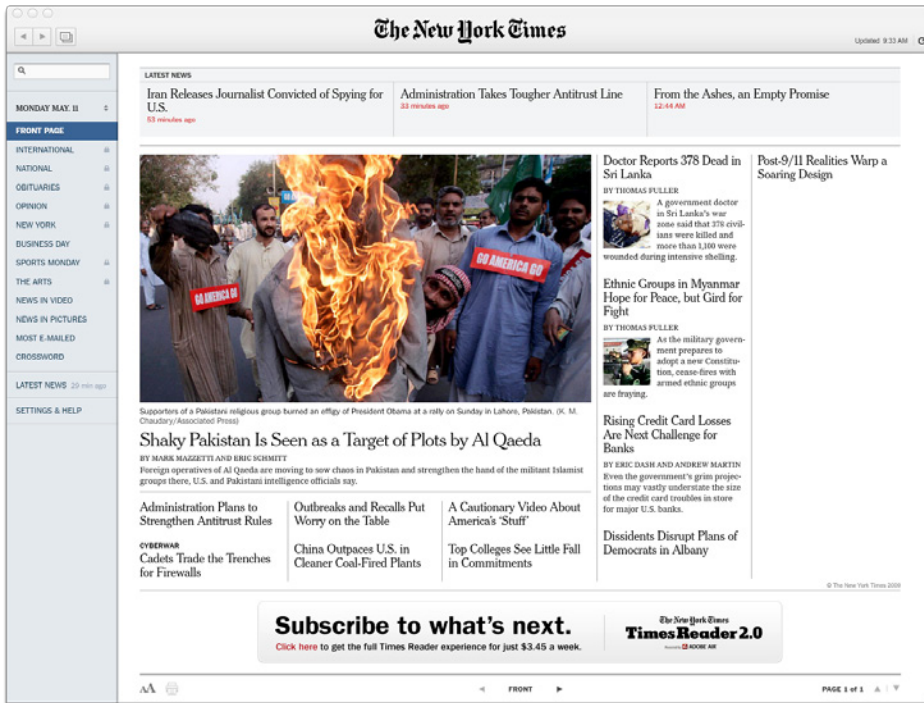 The New York Times
Updated 9:33 AM
MONDAY MAY. 11
FRONT PAGE
INTERNATIONAL
NATIONAL
OBITUARIES
OPINION
NEW YORK
BUSINESS DAY
SPORTS MONDAY
THE ARTS
NEWS IN VIDEO
NEWS IN PICTURES
MOST E-MAILED
CROSSWORD
LATEST NEWS 29 min ago
SETTINGS & HELP
LATEST NEWS
Iran Releases Journalist Convicted of Spying for
U.S.
53 minutes ago
Administration Takes Tougher Antitrust Line
33 minutes ago
From the Ashes, an Empty Promise
12:44 AM
GO AMERICA GO
GO AMERICA GO
Supporters of a Pakistani religious group burned an effigy of President Obama at a rally on Sunday in Lahore, Pakistan. (K. M.
Chaudary/Associated Press)
Shaky Pakistan Is Seen as a Target of Plots by Al Qaeda
BY MARK MAZZETTI AND ERIC SCHMITT
Foreign operatives of Al Qaeda are moving to sow chaos in Pakistan and strengthen the hand of the militant Islamist
groups there, U.S. and Pakistani intelligence officials say.
Administration Plans to
Strengthen Antitrust Rules
CYBERWAR
Cadets Trade the Trenches
for Firewalls
Outbreaks and Recalls Put
Worry on the Table
China Outpaces U.S. in
Cleaner Coal-Fired Plants
A Cautionary Video About
America's 'Stuff'
Top Colleges See Little Fall
in Commitments
Doctor Reports 378 Dead in
Sri Lanka
BY THOMAS FULLER
A government doctor
in Sri Lanka's war
zone said that 378 civil-
ians were killed and
more than 1,100 were
wounded during intensive shelling.
Ethnic Groups in Myanmar
Hope for Peace, but Gird for
Fight
BY THOMAS FULLER
As the military govern-
ment prepares to
adopt a new Constitu-
tion, cease-fires with
armed ethnic groups
are fraying.
Rising Credit Card Losses
Are Next Challenge for
Banks
BY ERIC DASH AND ANDREW MARTIN
Even the government's grim projec-
tions may vastly understate the size
of the credit card troubles in store
for major U.S. banks.
Dissidents Disrupt Plans of
Democrats in Albany
Post-9/11 Realities Warp a
Soaring Design
© The New York Times 2009
Subscribe to what's next.
Click here to get the full Times Reader experience for just $3.45 a week.
The New York Times
Times Reader 2.0
Powered by ADOBE AIR
AA
FRONT
PAGE 1 of 1